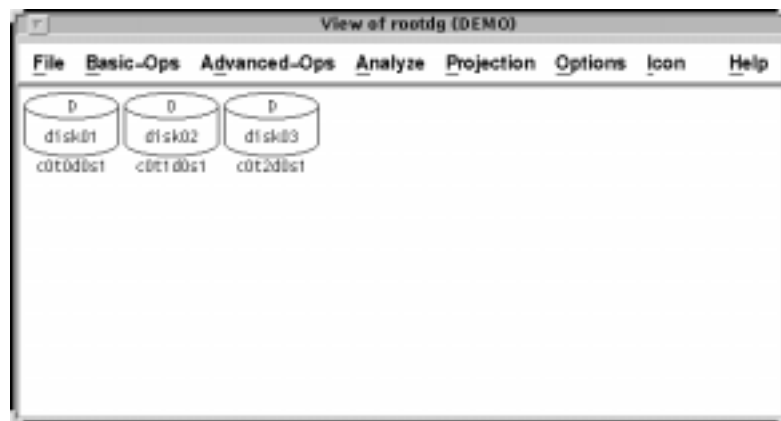 View of rootdg (DEMO)
File Basic-Ops Advanced-Ops Analyze Projection Options Icon Help
D D D
disk01 disk02 disk03
c0t0d0s1 c0t1d0s1 c0t2d0s1